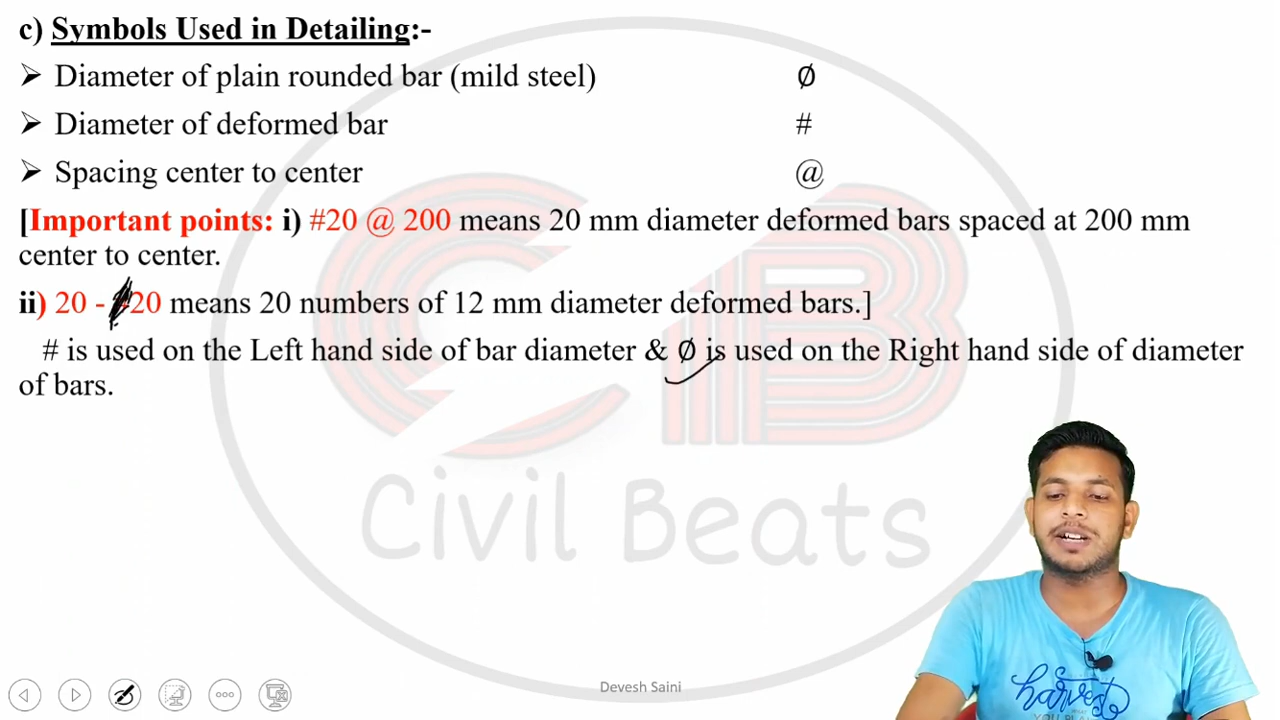 c) Symbols Used in Detailing:-
➢ Diameter of plain rounded bar (mild steel) Ø
➢ Diameter of deformed bar #
➢ Spacing center to center @
[Important points: i) #20 @ 200 means 20 mm diameter deformed bars spaced at 200 mm
center to center.
ii) 20 - 20 means 20 numbers of 12 mm diameter deformed bars.]
# is used on the Left hand side of bar diameter & Ø is used on the Right hand side of diameter
of bars.
CB
Civil Beats
Devesh Saini
harvest